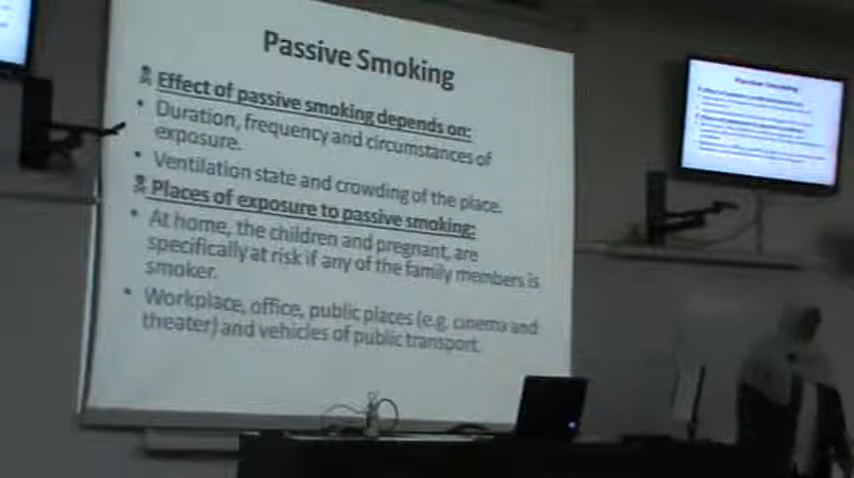 Passive Smoking
Effect of passive smoking depends on:
• Duration, frequency and circumstances of
exposure.
• Ventilation state and crowding of the place.
Places of exposure to passive smoking:
• At home, the children and pregnant, are
specifically at risk if any of the family members is
smoker.
• Workplace, office, public places (e.g. cinema and
theater) and vehicles of public transport.
Passive Smoking